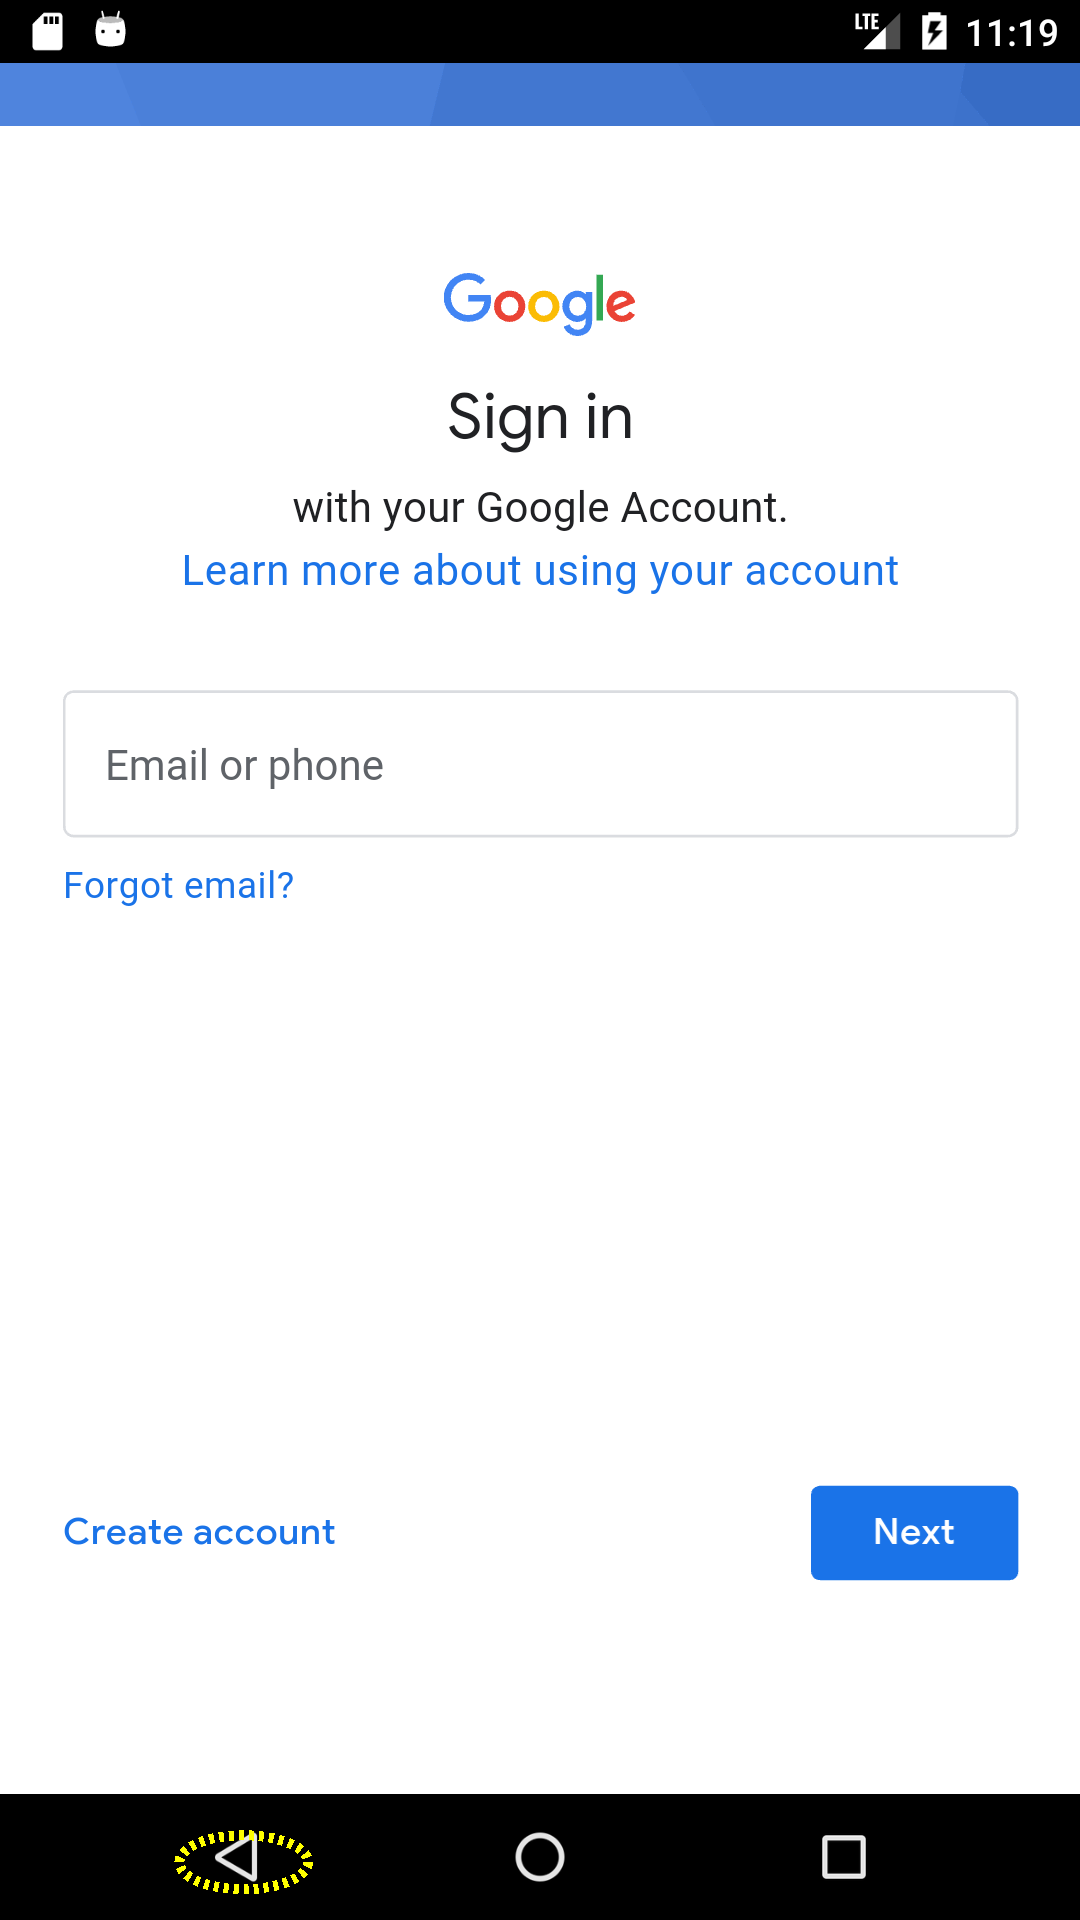 LTE 11:19
Google
Sign in
with your Google Account.
Learn more about using your account
Email or phone
Forgot email?
Create account Next